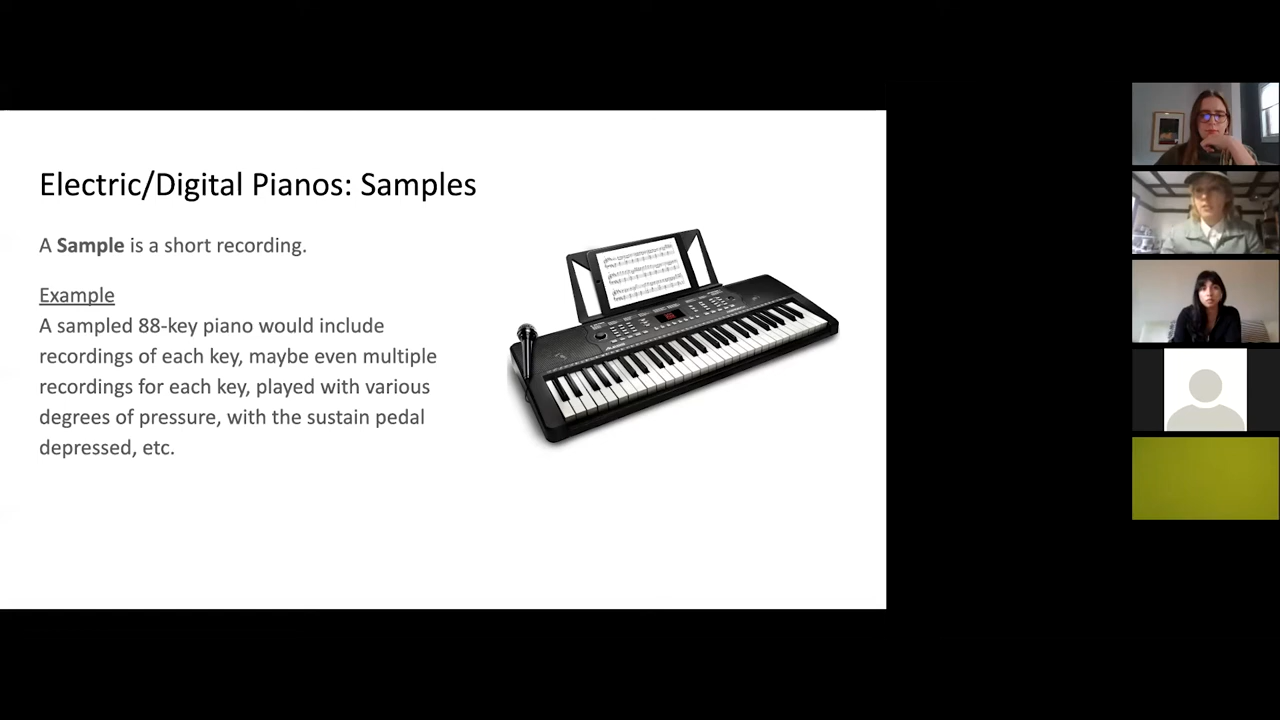 Electric/Digital Pianos: Samples
A Sample is a short recording.
Example
A sampled 88-key piano would include
recordings of each key, maybe even multiple
recordings for each key, played with various
degrees of pressure, with the sustain pedal
depressed, etc.